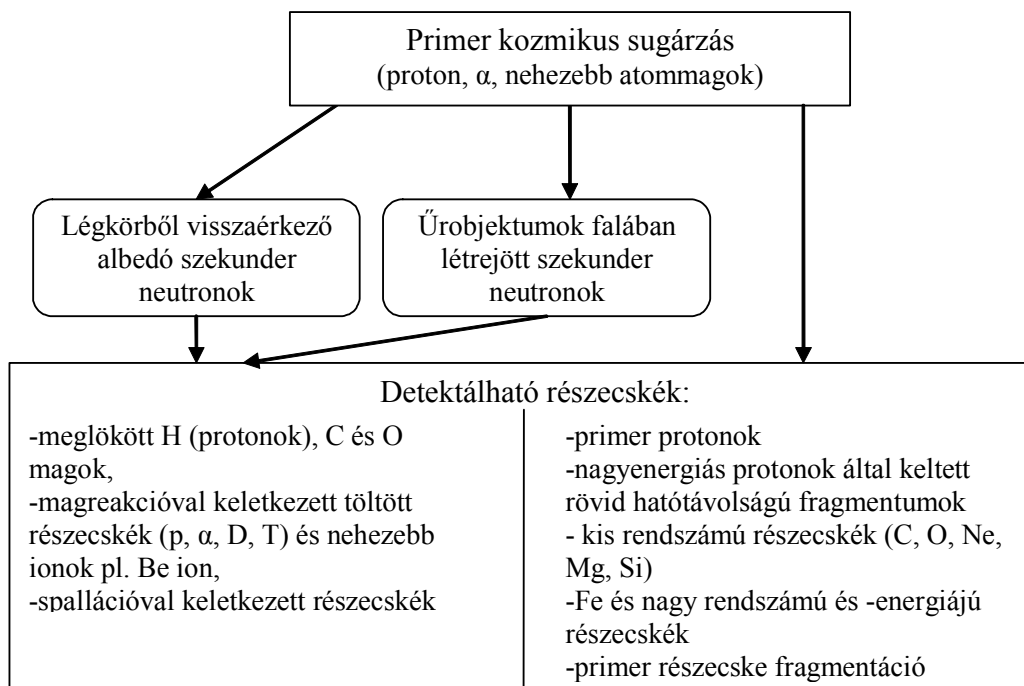 Primer kozmikus sugárzás
(proton, α, nehezebb atommagok)
Légkörből visszaérkező
albedó szekunder
neutronok
Űrobjektumok falában
létrejött szekunder
neutronok
Detektálható részecskék:
-meglökött H (protonok), C és O
magok,
-magreakcióval keletkezett töltött
részecskék (p, α, D, T) és nehezebb
ionok pl. Be ion,
-spallációval keletkezett részecskék
-primer protonok
-nagyenergiás protonok által keltett
rövid hatótávolságú fragmentumok
- kis rendszámú részecskék (C, O, Ne,
Mg, Si)
-Fe és nagy rendszámú és -energiájú
részecskék
-primer részecske fragmentáció